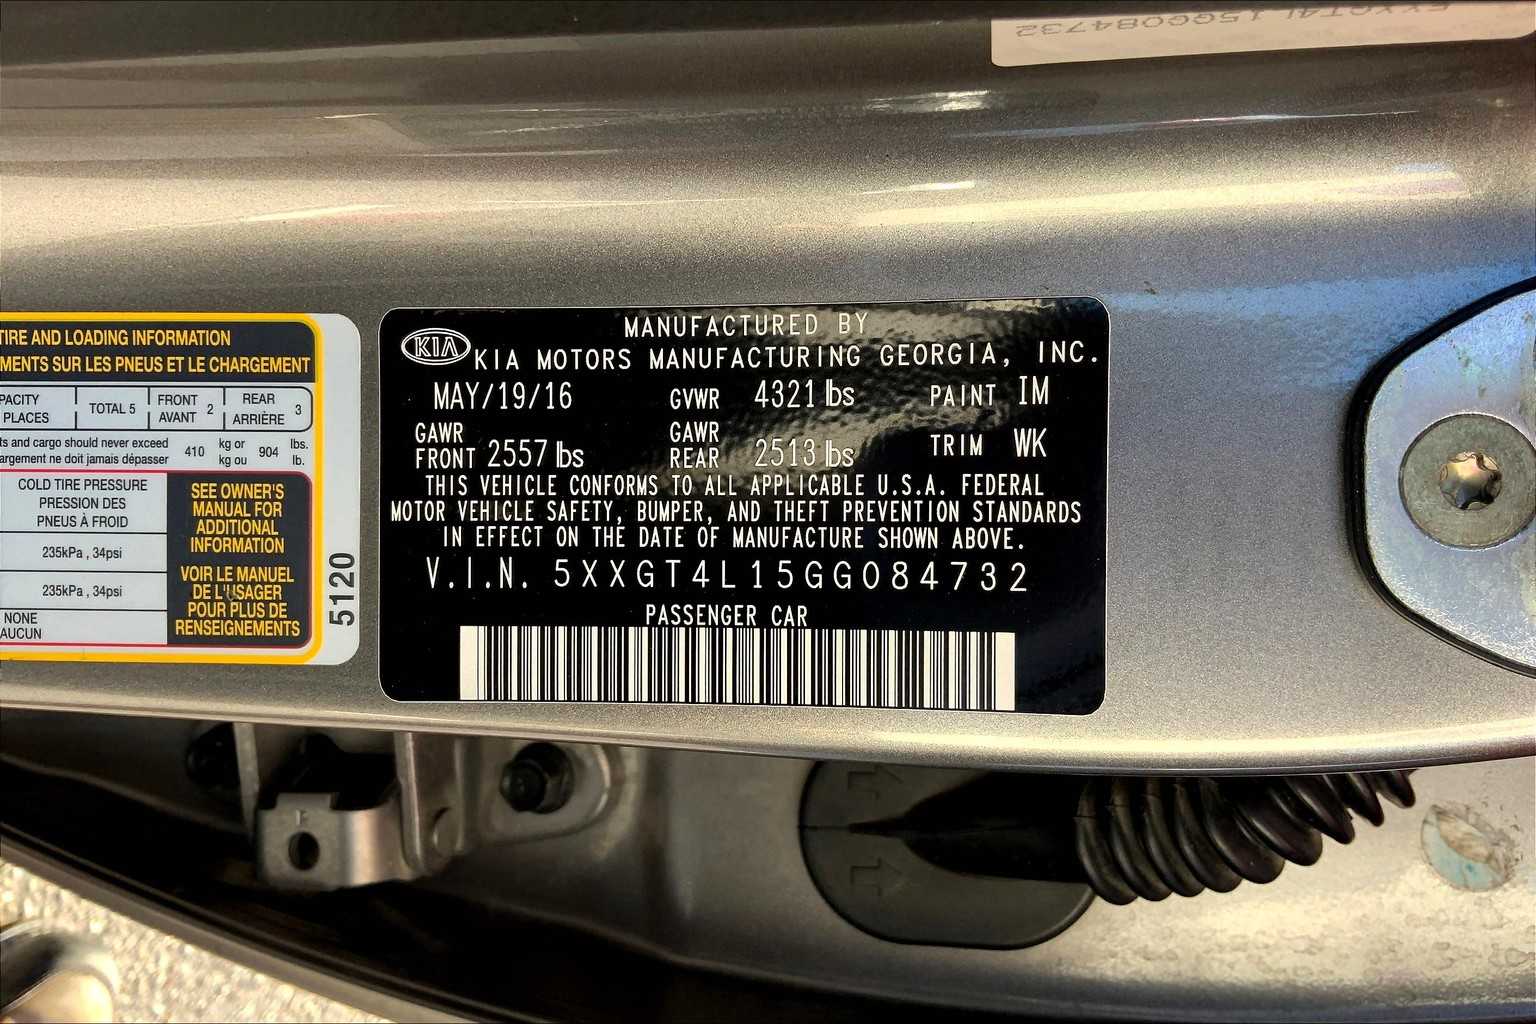 5XXGT4L15GG084732
TIRE AND LOADING INFORMATION
MENTS SUR LES PNEUS ET LE CHARGEMENT
TOTAL 5
FRONT
AVANT 2
REAR
ARRIÈRE 3
PLACES
and cargo should never exceed
ne doit jamais dépasser
410
kg or
kg ou
904
lbs.
lb.
COLD TIRE PRESSURE
PRESSION DES
PNEUS À FROID
235kPa , 34psi
235kPa , 34psi
NONE
AUCUN
SEE OWNER'S
MANUAL FOR
ADDITIONAL
INFORMATION
VOIR LE MANUEL
DE L'USAGER
POUR PLUS DE
RENSEIGNEMENTS
5120
KIA
MANUFACTURED BY
KIA MOTORS MANUFACTURING GEORGIA, INC.
MAY/19/16 GVWR 4321 lbs PAINT IM
GAWR
FRONT 2557 lbs
GAWR
REAR 2513 lbs
TRIM WK
THIS VEHICLE CONFORMS TO ALL APPLICABLE U.S.A. FEDERAL
MOTOR VEHICLE SAFETY, BUMPER, AND THEFT PREVENTION STANDARDS
IN EFFECT ON THE DATE OF MANUFACTURE SHOWN ABOVE.
V.I.N. 5XXGT4L15GG084732
PASSENGER CAR